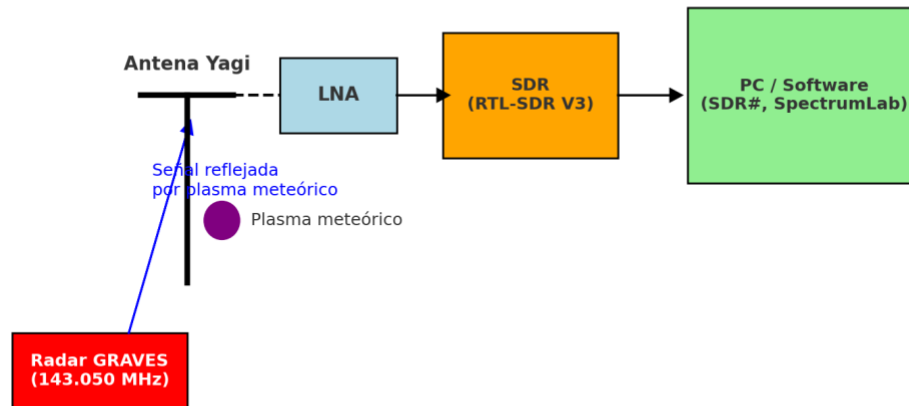 Antena Yagi
LNA
SDR
(RTL-SDR V3)
PC / Software
(SDR#, SpectrumLab)
Señal reflejada
por plasma meteórico
Plasma meteórico
Radar GRAVES
(143.050 MHz)